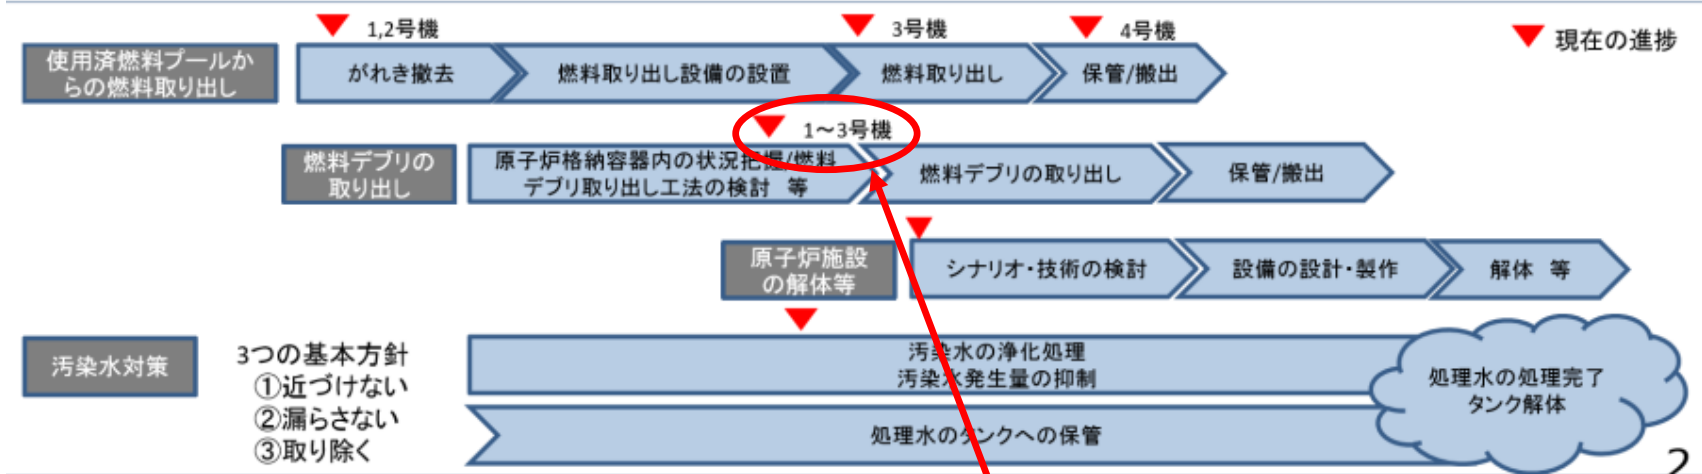 1,2号機
3号機
4号機
現在の進捗
使用済燃料プールか
らの燃料取り出し
がれき撤去
燃料取り出し設備の設置
燃料取り出し
保管/搬出
1～3号機
燃料デブリの
取り出し
原子炉格納容器内の状況把握/燃料
デブリ取り出し工法の検討 等
燃料デブリの取り出し
保管/搬出
原子炉施設
の解体等
シナリオ・技術の検討
設備の設計・製作
解体 等
汚染水対策
3つの基本方針
①近づけない
②漏らさない
③取り除く
汚染水の浄化処理
汚染水発生量の抑制
処理水のタンクへの保管
処理水の処理完了
タンク解体
2